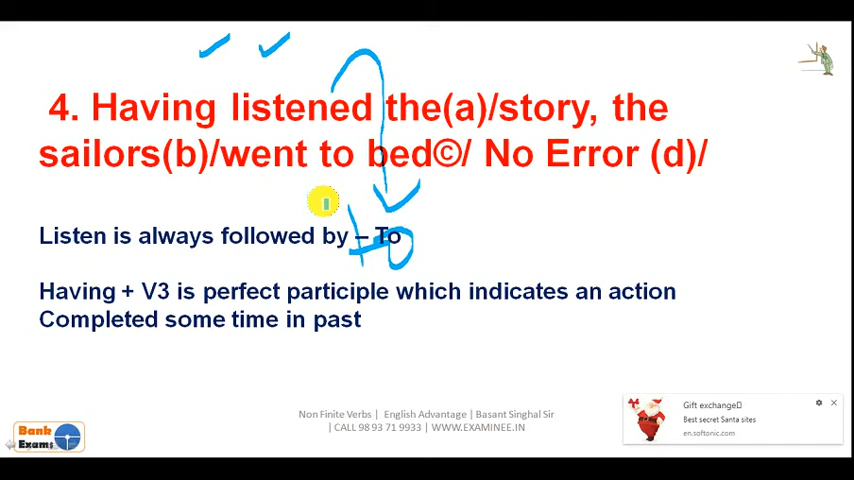 4. Having listened the(a)/story, the
sailors(b)/went to bed©/ No Error (d)/
to
Listen is always followed by – To
Having + V3 is perfect participle which indicates an action
Completed some time in past
Non Finite Verbs | English Advantage | Basant Singhal Sir
| CALL 98 93 71 9933 | WWW.EXAMINEE.IN
Bank
Exams
Gift exchange
Best secret Santa sites
en.softonic.com